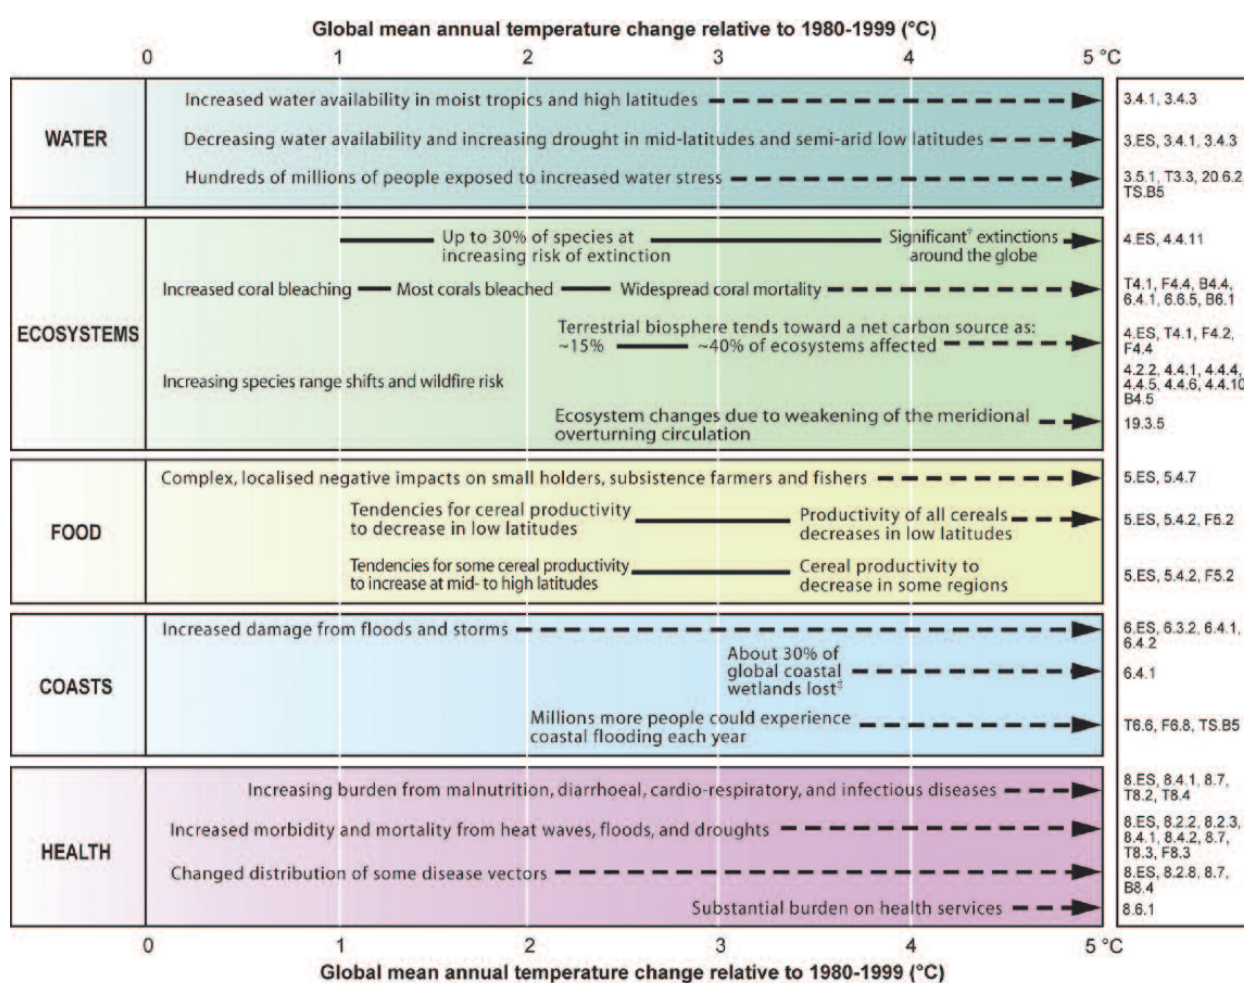 Global mean annual temperature change relative to 1980-1999 (°C)
0 1 2 3 4 5 °C
WATER
Increased water availability in moist tropics and high latitudes
3.4.1, 3.4.3
Decreasing water availability and increasing drought in mid-latitudes and semi-arid low latitudes
3.ES, 3.4.1, 3.4.3
Hundreds of millions of people exposed to increased water stress
3.5.1, T3.3, 20.6.2,
TS.B5
ECOSYSTEMS
Up to 30% of species at
increasing risk of extinction
Significant† extinctions
around the globe
4.ES, 4.4.11
Increased coral bleaching
Most corals bleached
Widespread coral mortality
T4.1, F4.4, B4.4,
6.4.1, 6.6.5, B6.1
Terrestrial biosphere tends toward a net carbon source as:
~15%
~40% of ecosystems affected
4.ES, T4.1, F4.2,
F4.4
Increasing species range shifts and wildfire risk
4.2.2, 4.4.1, 4.4.4,
4.4.5, 4.4.6, 4.4.10,
B4.5
Ecosystem changes due to weakening of the meridional
overturning circulation
19.3.5
FOOD
Complex, localised negative impacts on small holders, subsistence farmers and fishers
5.ES, 5.4.7
Tendencies for cereal productivity
to decrease in low latitudes
Productivity of all cereals
decreases in low latitudes
5.ES, 5.4.2, F5.2
Tendencies for some cereal productivity
to increase at mid- to high latitudes
Cereal productivity to
decrease in some regions
5.ES, 5.4.2, F5.2
COASTS
Increased damage from floods and storms
6.ES, 6.3.2, 6.4.1,
6.4.2
About 30% of
global coastal
wetlands lost‡
6.4.1
Millions more people could experience
coastal flooding each year
T6.6, F6.8, TS.B5
HEALTH
Increasing burden from malnutrition, diarrhoeal, cardio-respiratory, and infectious diseases
8.ES, 8.4.1, 8.7,
T8.2, T8.4
Increased morbidity and mortality from heat waves, floods, and droughts
8.ES, 8.2.2, 8.2.3,
8.4.1, 8.4.2, 8.7,
T8.3, F8.3
Changed distribution of some disease vectors
8.ES, 8.2.8, 8.7,
B8.4
Substantial burden on health services
8.6.1
0 1 2 3 4 5 °C
Global mean annual temperature change relative to 1980-1999 (°C)